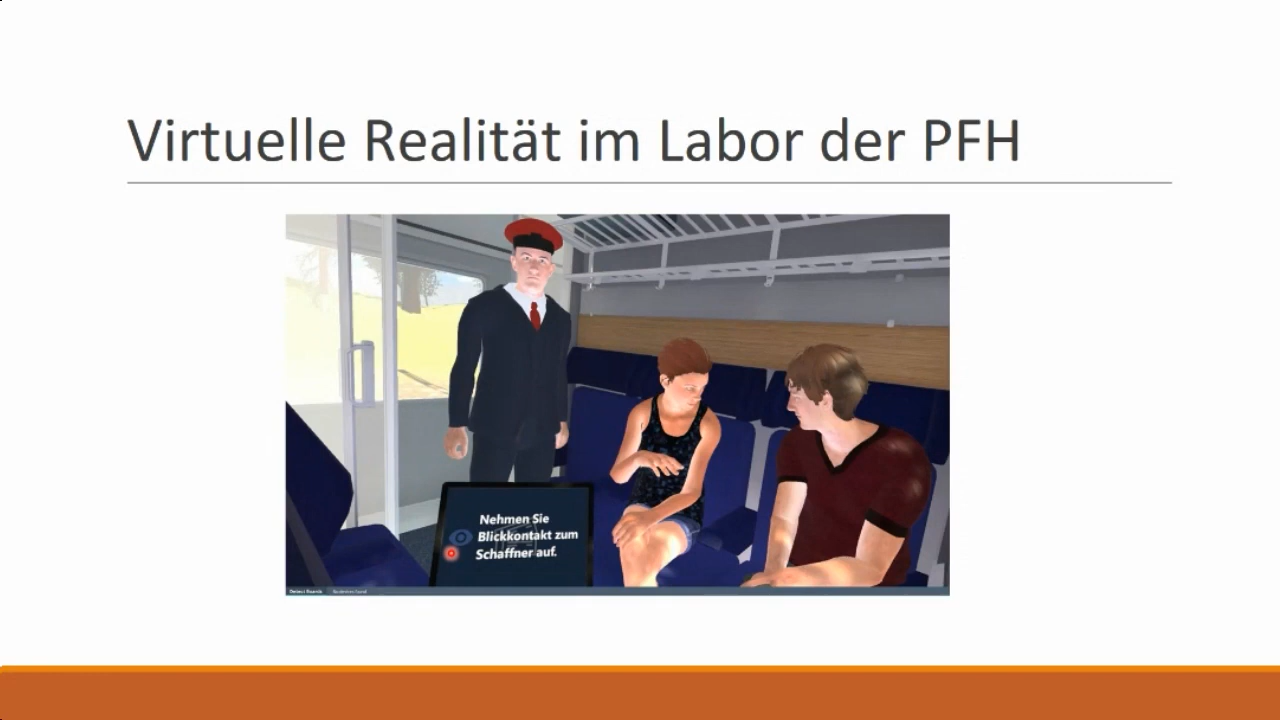 Virtuelle Realität im Labor der PFH
Nehmen Sie
Blickkontakt zum
Schaffner auf.